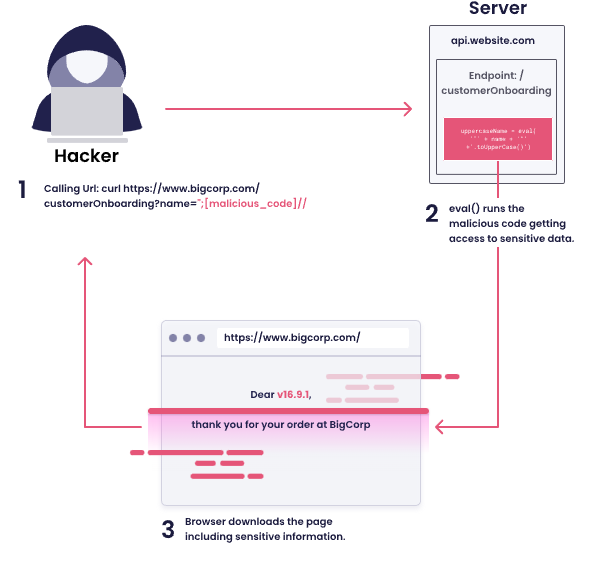 Server
api.website.com
Endpoint: /
customerOnboarding
uppercaseName = eval(
'"' + name + '"'
+'.toUpperCase()')
Hacker
1
Calling Url: curl https://www.bigcorp.com/
customerOnboarding?name=";[malicious_code]//
2
eval() runs the
malicious code getting
access to sensitive data.
https://www.bigcorp.com/
Dear v16.9.1,
thank you for your order at BigCorp
3
Browser downloads the page
including sensitive information.